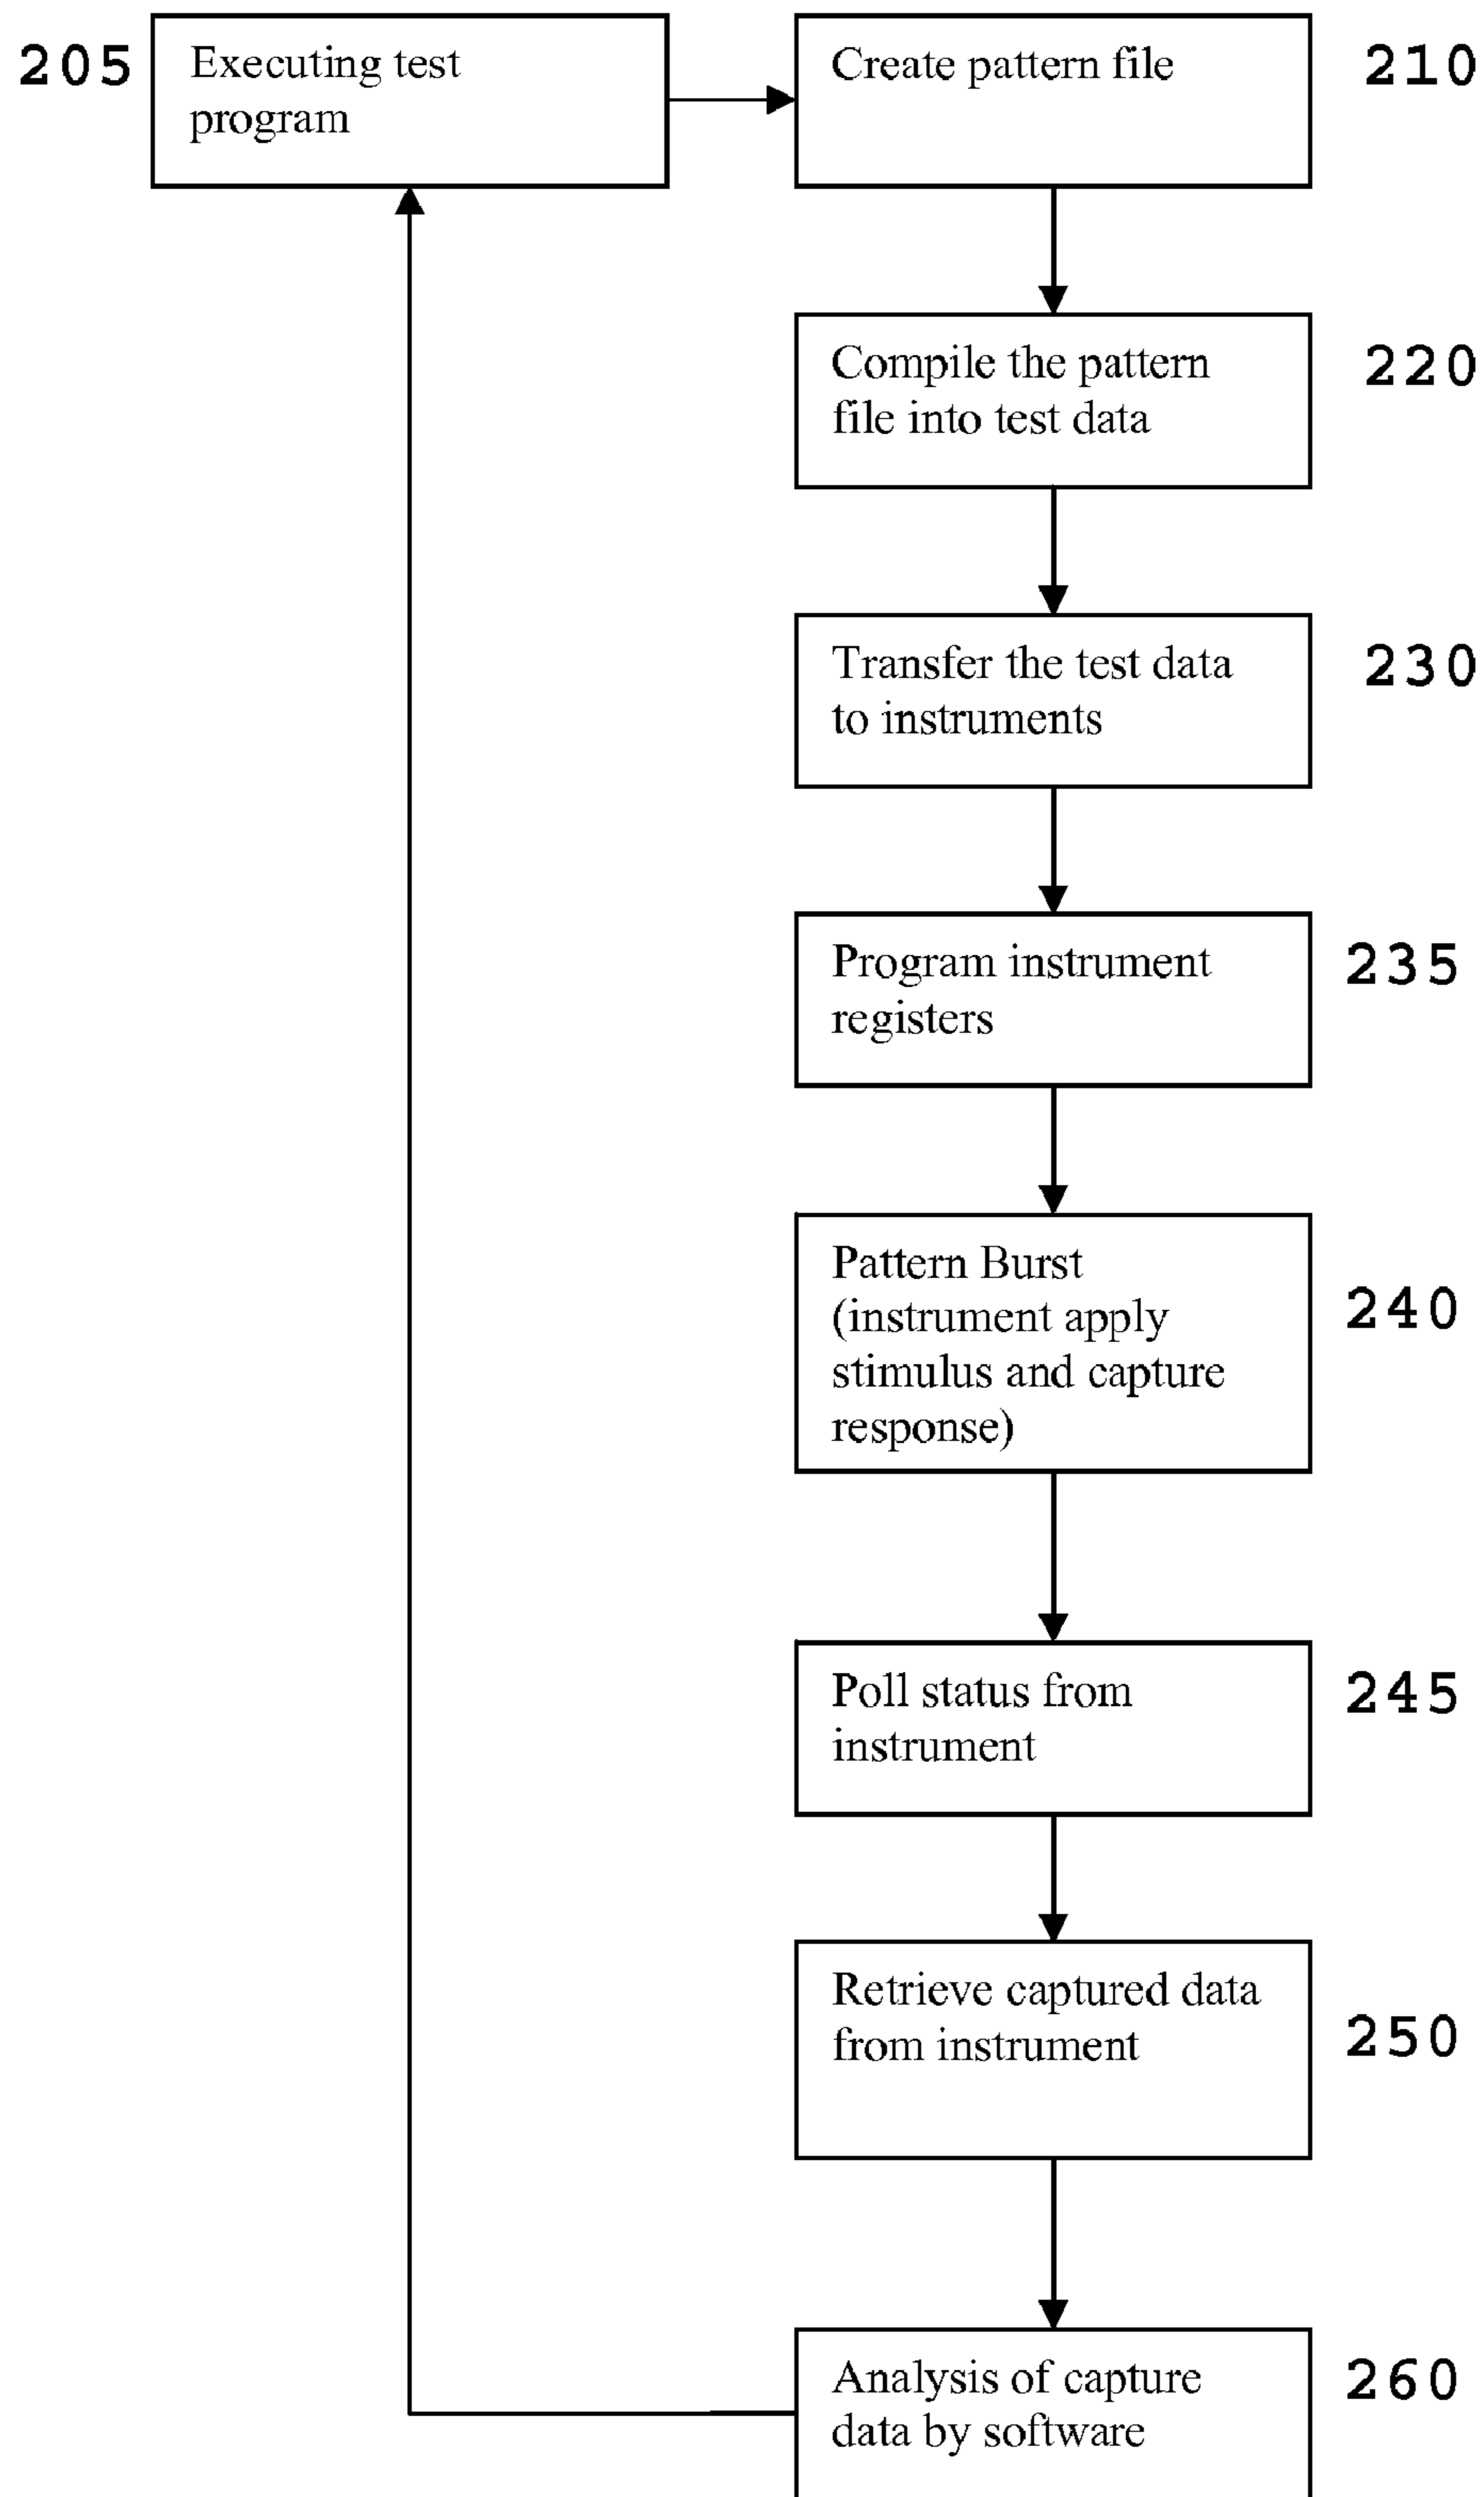 205
Executing test
program
Create pattern file
210
Compile the pattern
file into test data
220
Transfer the test data
to instruments
230
Program instrument
registers
235
Pattern Burst
(instrument apply
stimulus and capture
response)
240
Poll status from
instrument
245
Retrieve captured data
from instrument
250
Analysis of capture
data by software
260